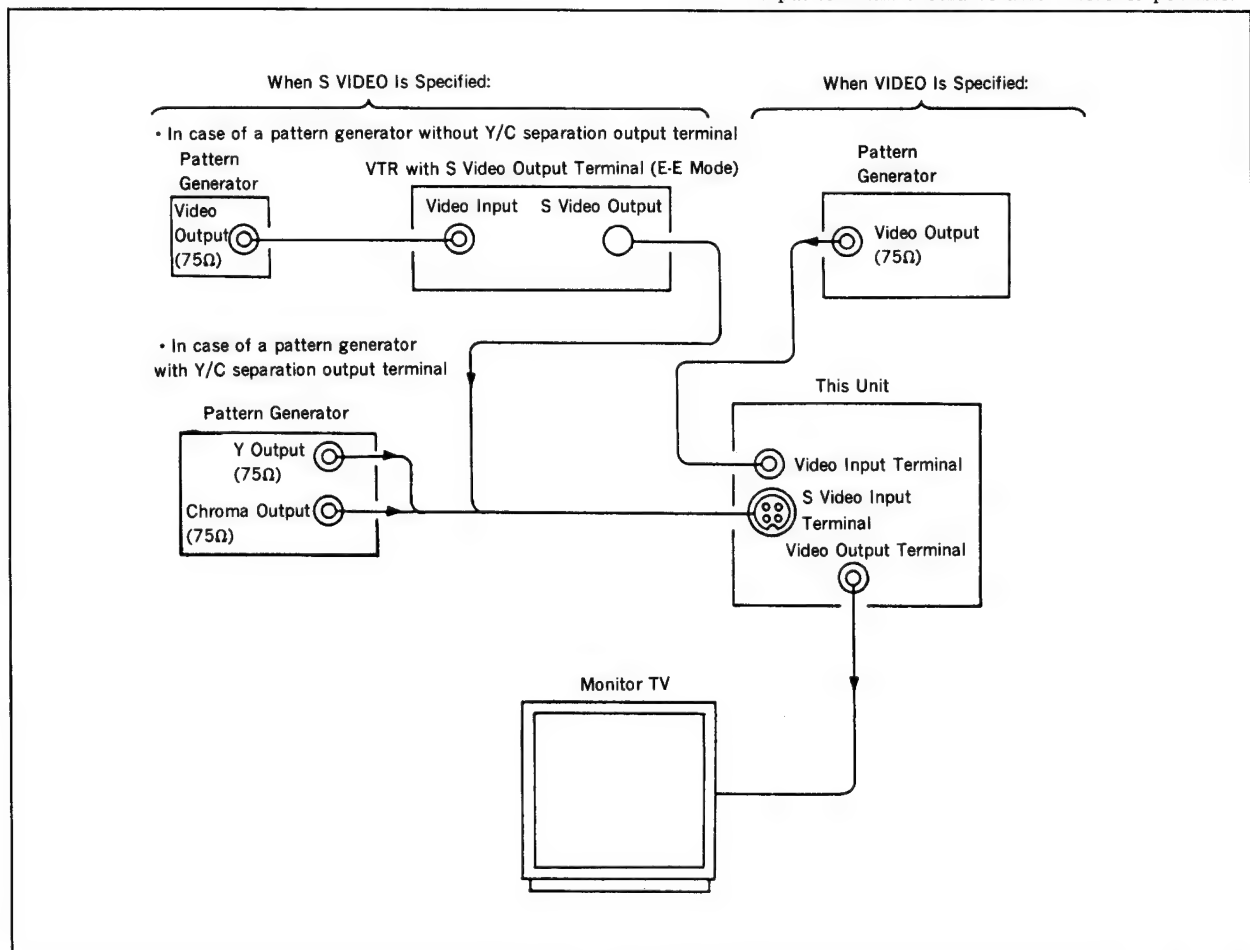 When S VIDEO Is Specified:
When VIDEO Is Specified:
• In case of a pattern generator without Y/C separation output terminal
Pattern
Generator
VTR with S Video Output Terminal (E-E Mode)
Video
Output
(75Ω)
Video Input
S Video Output
Pattern
Generator
Video Output
(75Ω)
• In case of a pattern generator
with Y/C separation output terminal
Pattern Generator
Y Output
(75Ω)
Chroma Output
(75Ω)
This Unit
Video Input Terminal
S Video Input
Terminal
Video Output Terminal
Monitor TV